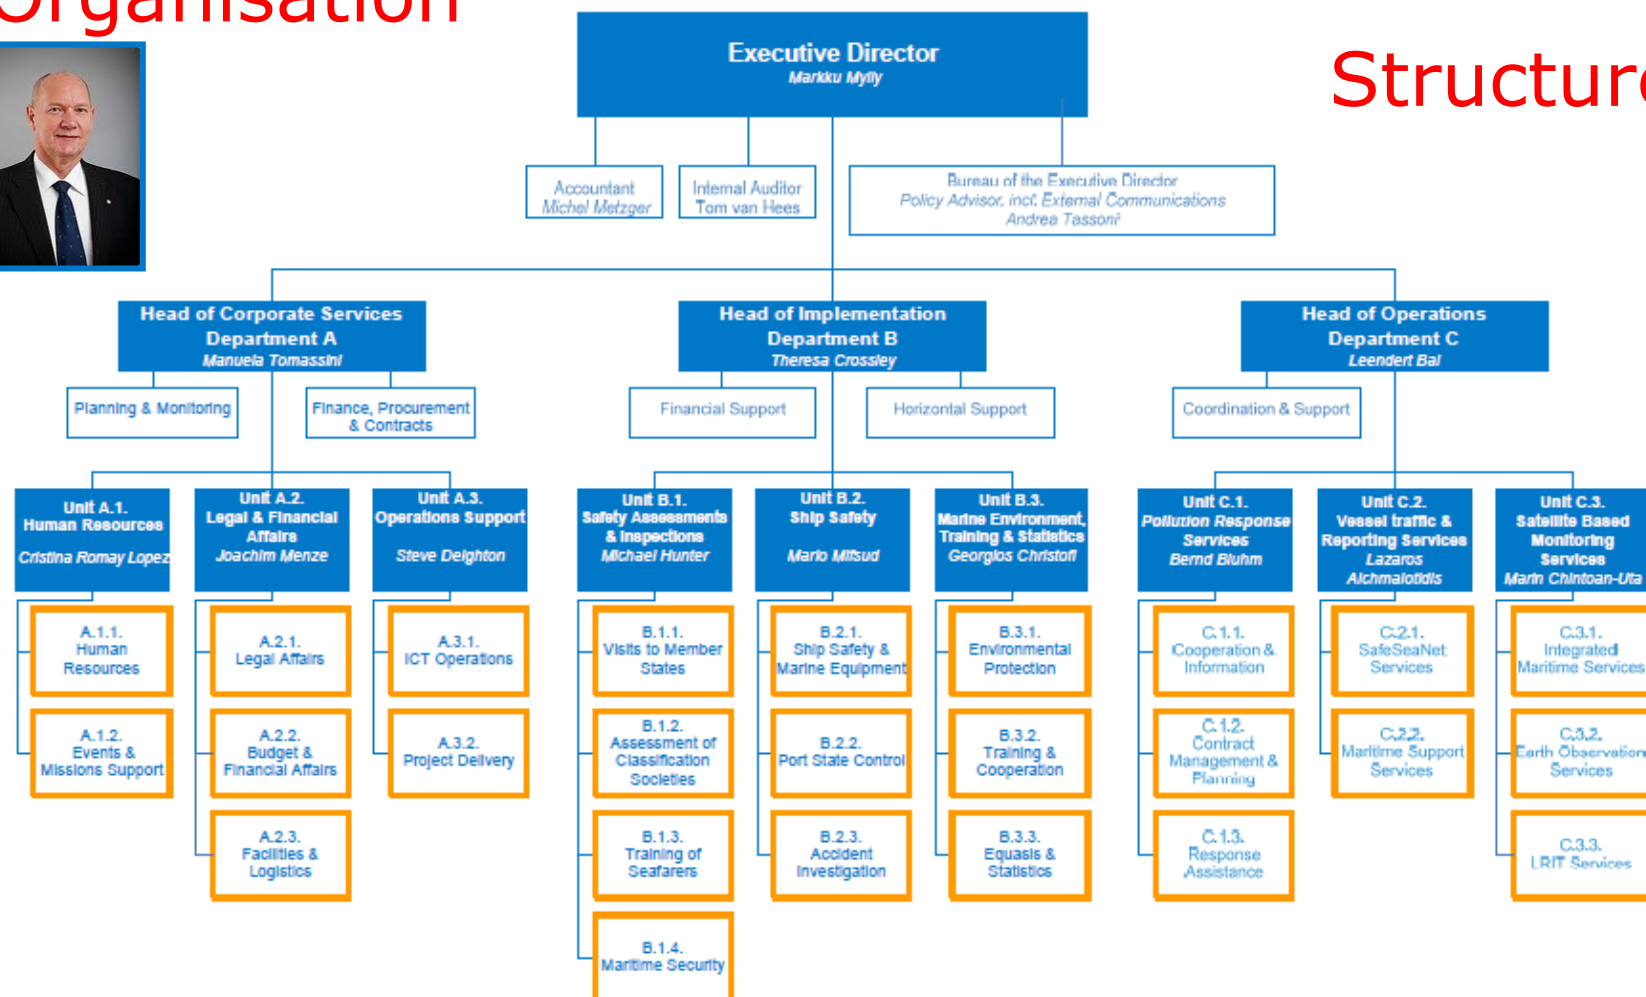 Organisation
Structure
Executive Director
Markku Mylly
Accountant
Michel Metzger
Internal Auditor
Tom van Hees
Bureau of the Executive Director
Policy Advisor, incl. External Communications
Andrea Tassoni
Head of Corporate Services
Department A
Manuela Tomassini
Head of Implementation
Department B
Theresa Crossley
Head of Operations
Department C
Leendert Bal
Planning & Monitoring
Finance, Procurement
& Contracts
Financial Support
Horizontal Support
Coordination & Support
Unit A.1.
Human Resources
Cristina Romay Lopez
Unit A.2.
Legal & Financial
Affairs
Joachim Menze
Unit A.3.
Operations Support
Steve Deighton
Unit B.1.
Safety Assessments
& Inspections
Michael Hunter
Unit B.2.
Ship Safety
Mario Mifsud
Unit B.3.
Marine Environment,
Training & Statistics
Georgios Christofi
Unit C.1.
Pollution Response
Services
Bernd Bluhm
Unit C.2.
Vessel traffic &
Reporting Services
Lazaros
Aichmalotidis
Unit C.3.
Satellite Based
Monitoring
Services
Marin Chintoan-Uta
A.1.1.
Human
Resources
A.2.1.
Legal Affairs
A.3.1.
ICT Operations
B.1.1.
Visits to Member
States
B.2.1.
Ship Safety &
Marine Equipment
B.3.1.
Environmental
Protection
C.1.1.
Cooperation &
Information
C.2.1.
SafeSeaNet
Services
C.3.1.
Integrated
Maritime Services
A.1.2.
Events &
Missions Support
A.2.2.
Budget &
Financial Affairs
A.3.2.
Project Delivery
B.1.2.
Assessment of
Classification
Societies
B.2.2.
Port State Control
B.3.2.
Training &
Cooperation
C.1.2.
Contract
Management &
Planning
C.2.2.
Maritime Support
Services
C.3.2.
Earth Observation
Services
A.2.3.
Facilities &
Logistics
B.1.3.
Training of
Seafarers
B.2.3.
Accident
Investigation
B.3.3.
Equasis &
Statistics
C.1.3.
Response
Assistance
C.3.3.
LRIT Services
B.1.4.
Maritime Security